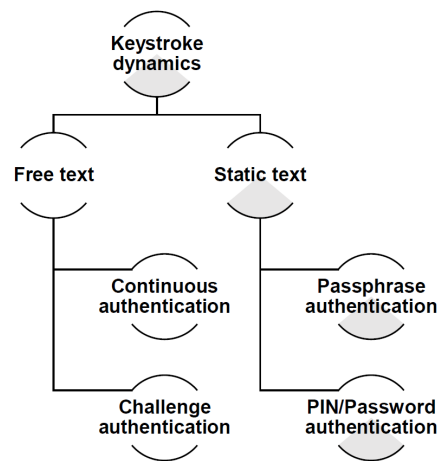 Keystroke
dynamics
Free text
Static text
Continuous
authentication
Passphrase
authentication
Challenge
authentication
PIN/Password
authentication